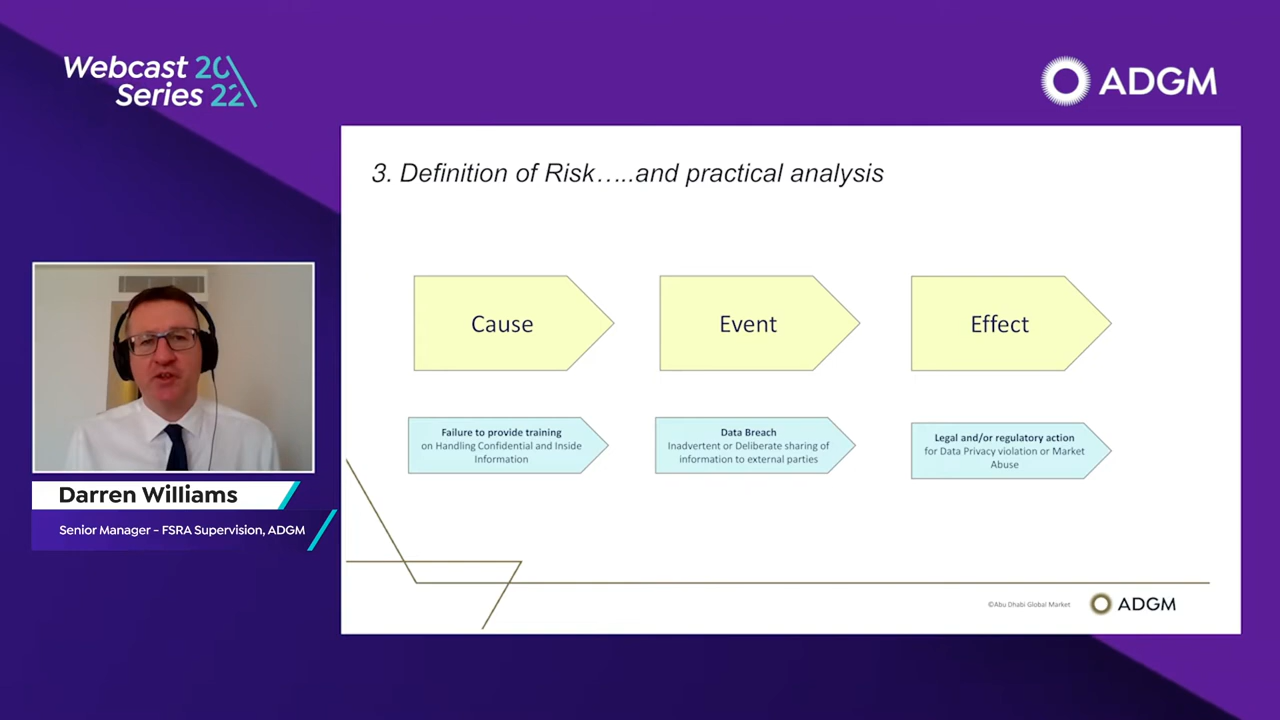 Webcast 20
Series 22
ADGM
3. Definition of Risk…..and practical analysis
Cause
Event
Effect
Failure to provide training
on Handling Confidential and Inside
Information
Data Breach
Inadvertent or Deliberate sharing of
information to external parties
Legal and/or regulatory action
for Data Privacy violation or Market
Abuse
Darren Williams
Senior Manager – FSRA Supervision, ADGM
©Abu Dhabi Global Market
ADGM